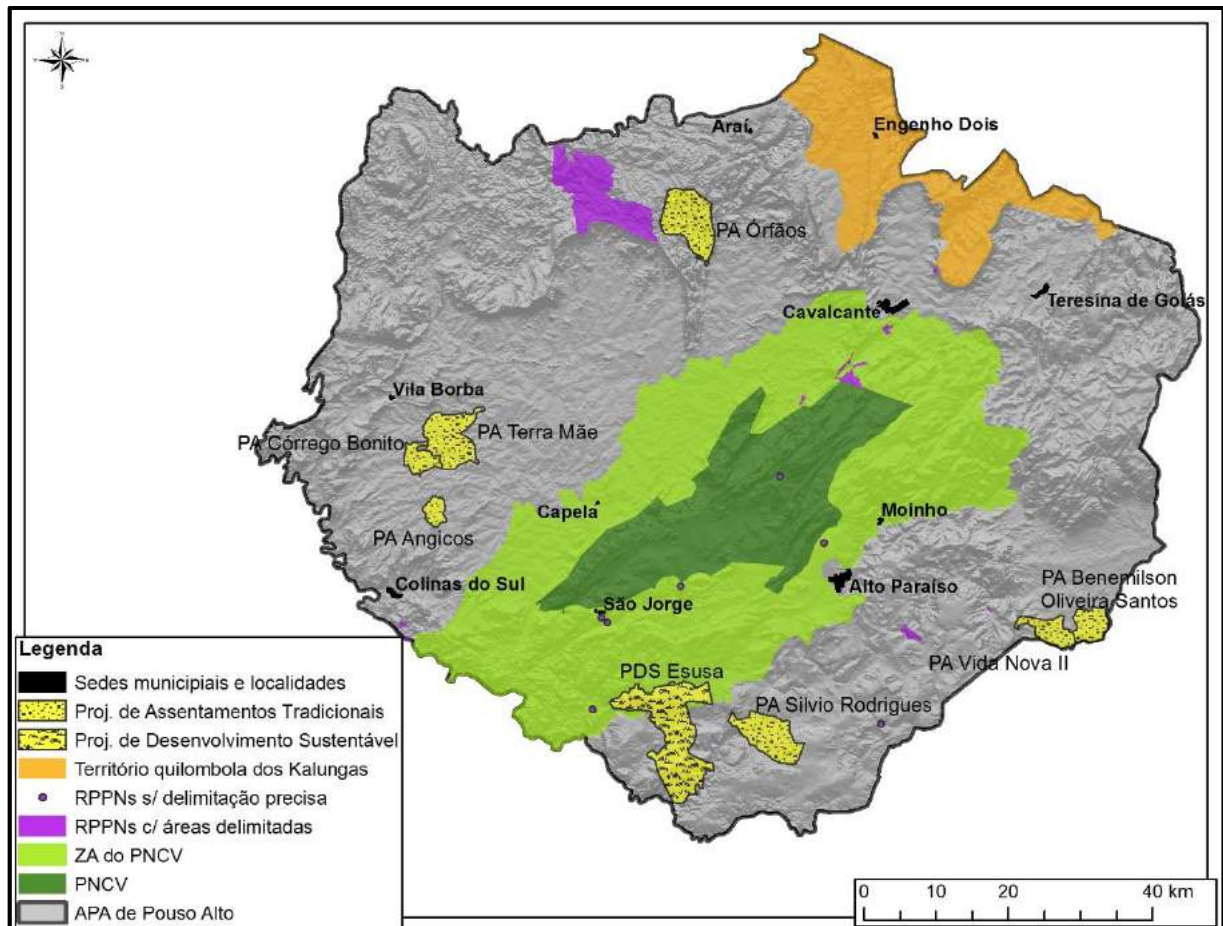 Araí
Engenho Dois
PA Órfãos
Teresina de Goiás
Cavalcante
Vila Borba
PA Terra Mãe
PA Córrego Bonito
Capela
Moinho
PA Angicos
Colinas do Sul
Alto Paraíso
PA Benemilson
Oliveira Santos
São Jorge
PA Vida Nova II
PDS Esusa
PA Silvio Rodrigues
Legenda
Sedes municipiais e localidades
Proj. de Assentamentos Tradicionais
Proj. de Desenvolvimento Sustentável
Território quilombola dos Kalungas
RPPNs s/ delimitação precisa
RPPNs c/ áreas delimitadas
ZA do PNCV
PNCV
APA de Pouso Alto
0 10 20 40 km